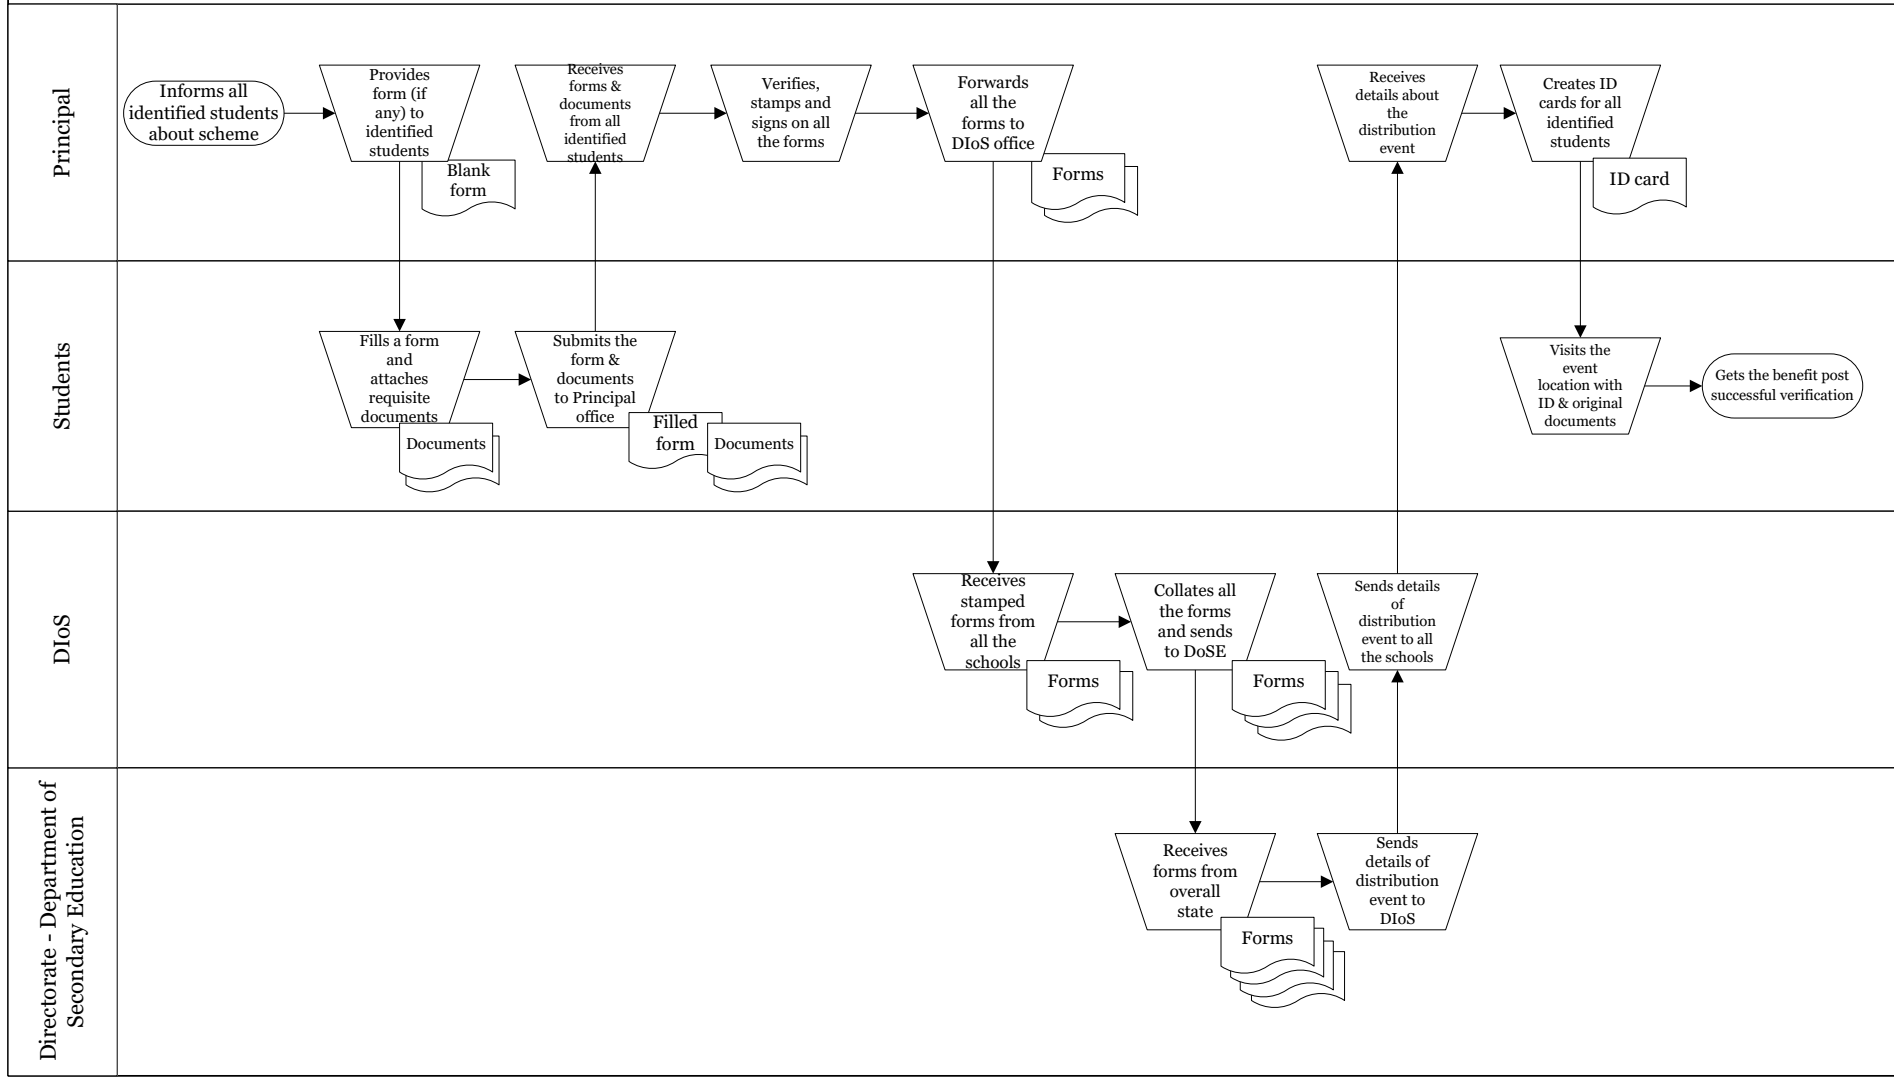 Principal
Informs all
identified students
about scheme
Provides
form (if
any) to
identified
students
Blank
form
Receives
forms &
documents
from all
identified
students
Verifies,
stamps and
signs on all
the forms
Forwards
all the
forms to
DIoS office
Forms
Receives
details about
the
distribution
event
Creates ID
cards for all
identified
students
ID card
Students
Fills a form
and
attaches
requisite
documents
Documents
Submits the
form &
documents
to Principal
office
Filled
form
Documents
Visits the
event
location with
ID & original
documents
Gets the benefit post
successful verification
DIoS
Receives
stamped
forms from
all the
schools
Forms
Collates all
the forms
and sends
to DoSE
Forms
Sends details
of
distribution
event to all
the schools
Directorate - Department of
Secondary Education
Receives
forms from
overall
state
Forms
Sends
details of
distribution
event to
DIoS